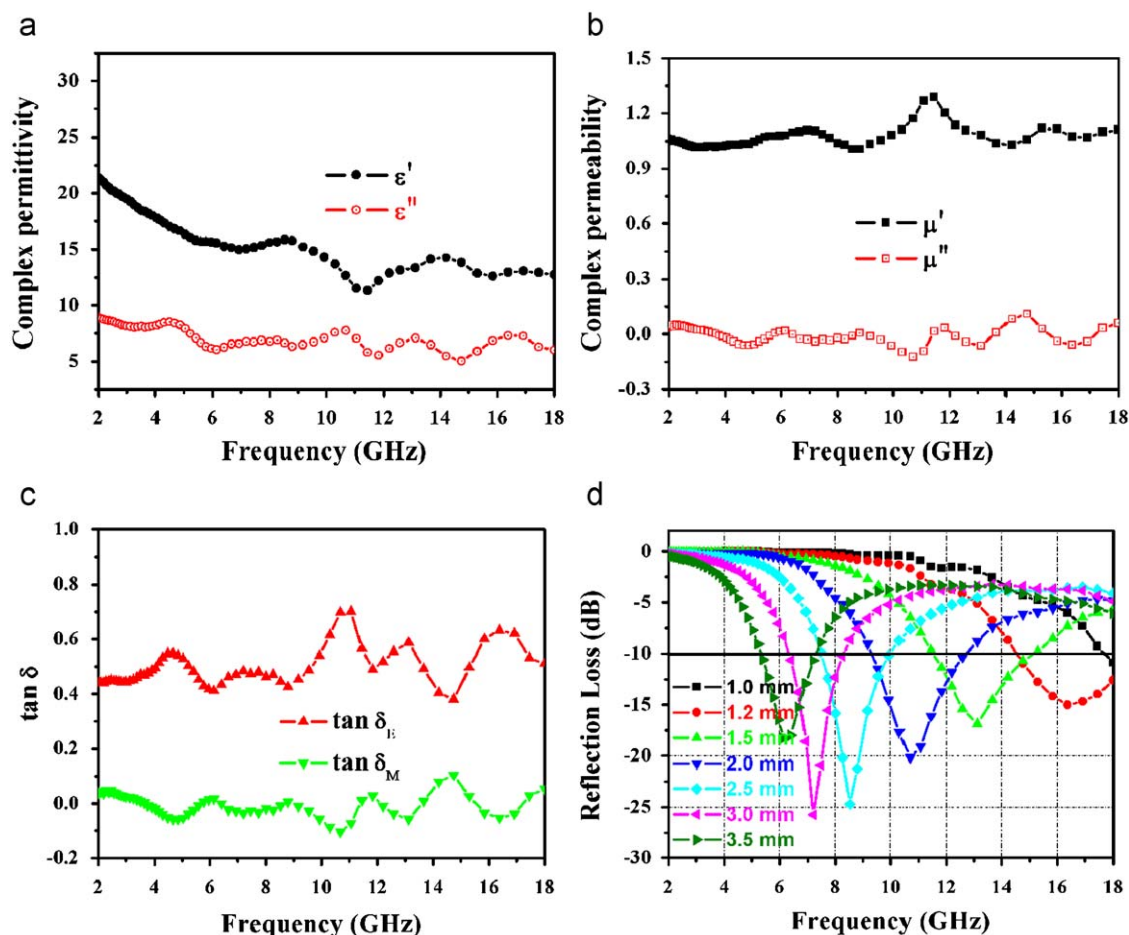 a
Complex permittivity
30
25
20
15
10
5
ε'
ε"
2 4 6 8 10 12 14 16 18
Frequency (GHz)
b
Complex permeability
1.5
1.2
0.9
0.6
0.3
0.0
-0.3
μ'
μ"
2 4 6 8 10 12 14 16 18
Frequency (GHz)
c
tan δ
1.0
0.8
0.6
0.4
0.2
0.0
-0.2
tan δE
tan δM
2 4 6 8 10 12 14 16 18
Frequency (GHz)
d
Reflection Loss (dB)
0
-5
-10
-15
-20
-25
-30
1.0 mm
1.2 mm
1.5 mm
2.0 mm
2.5 mm
3.0 mm
3.5 mm
2 4 6 8 10 12 14 16 18
Frequency (GHz)